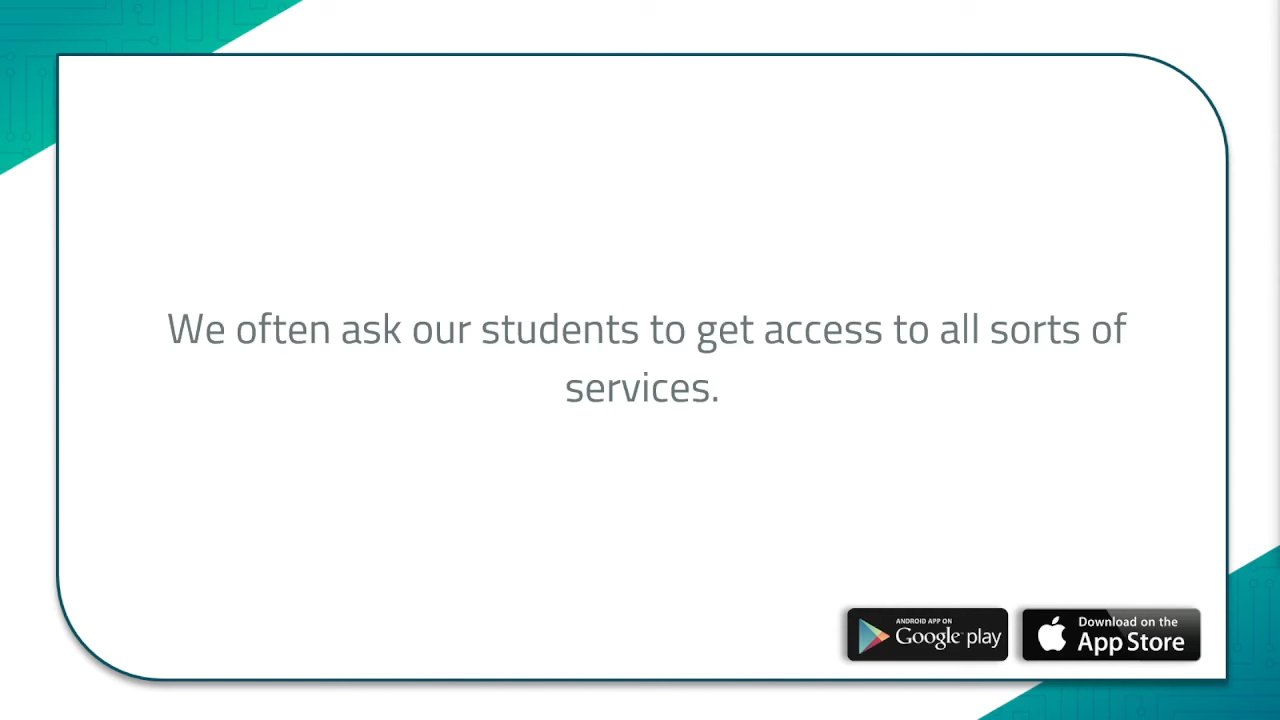 We often ask our students to get access to all sorts of
services.
ANDROID APP ON
Google play
Download on the
App Store